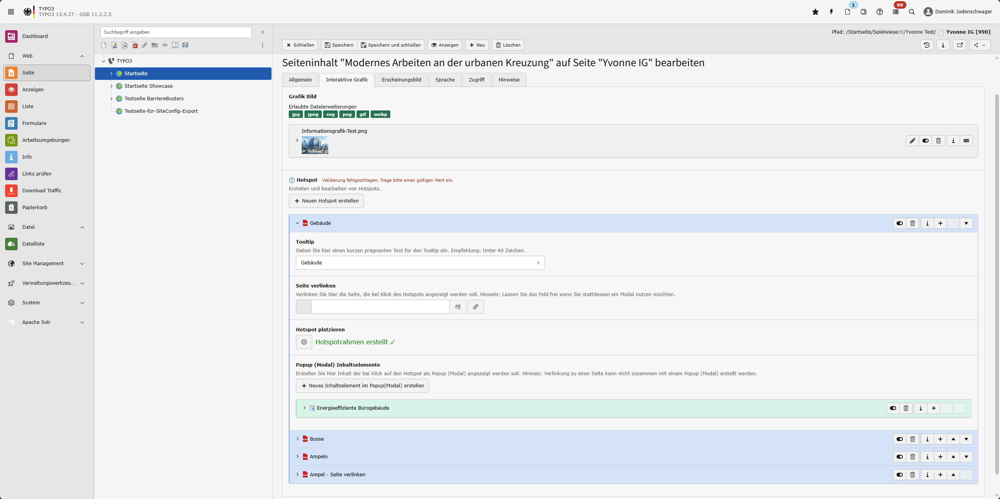 TYPO3
TYPO3 13.4.27 - GSB 11.2.2.5
1
99
Dominik Jodenschwager
Dashboard
Web
Seite
Anzeigen
Liste
Formulare
Arbeitsumgebungen
Info
Links prüfen
Download Traffic
Papierkorb
Datei
Dateiliste
Site Management
Verwaltungswerkzeu...
System
Apache Solr
Suchbegriff eingeben
TYPO3
Startseite
Startseite Showcase
Testseite BarriereBusters
Testseite-für-SiteConfig-Export
Pfad: /Startseite/Spielwiese!!!/Yvonne Test/ Yvonne IG [990]
Schließen Speichern Speichern und schließen Anzeigen Neu Löschen
Seiteninhalt "Modernes Arbeiten an der urbanen Kreuzung" auf Seite "Yvonne IG" bearbeiten
Allgemein Interaktive Grafik Erscheinungsbild Sprache Zugriff Hinweise
Grafik Bild
Erlaubte Dateierweiterungen
jpg jpeg svg png gif webp
Informationsgrafik-Test.png
Hotspot Validierung fehlgeschlagen. Trage bitte einen gültigen Wert ein.
Erstellen und bearbeiten von Hotspots.
Neuen Hotspot erstellen
Gebäude
Tooltip
Geben Sie hier einen kurzen prägnanten Text für den Tooltip ein. Empfehlung: Unter 40 Zeichen.
Gebäude
Seite verlinken
Verlinken Sie hier die Seite, die bei Klick des Hotspots angezeigt werden soll. Hinweis: Lassen Sie das Feld frei wenn Sie stattdessen ein Modal nutzen möchten.
Hotspot platzieren
Hotspotrahmen erstellt ✓
Popup (Modal) Inhaltselemente
Erstellen Sie hier Inhalt der bei Klick auf den Hotspot als Popup (Modal) angezeigt werden soll. Hinweis: Verlinkung zu einer Seite kann nicht zusammen mit einem Popup (Modal) erstellt werden.
Neues Inhaltselement im Popup(Modal) erstellen
Energieeffiziente Bürogebäude
Busse
Ampeln
Ampel - Seite verlinken